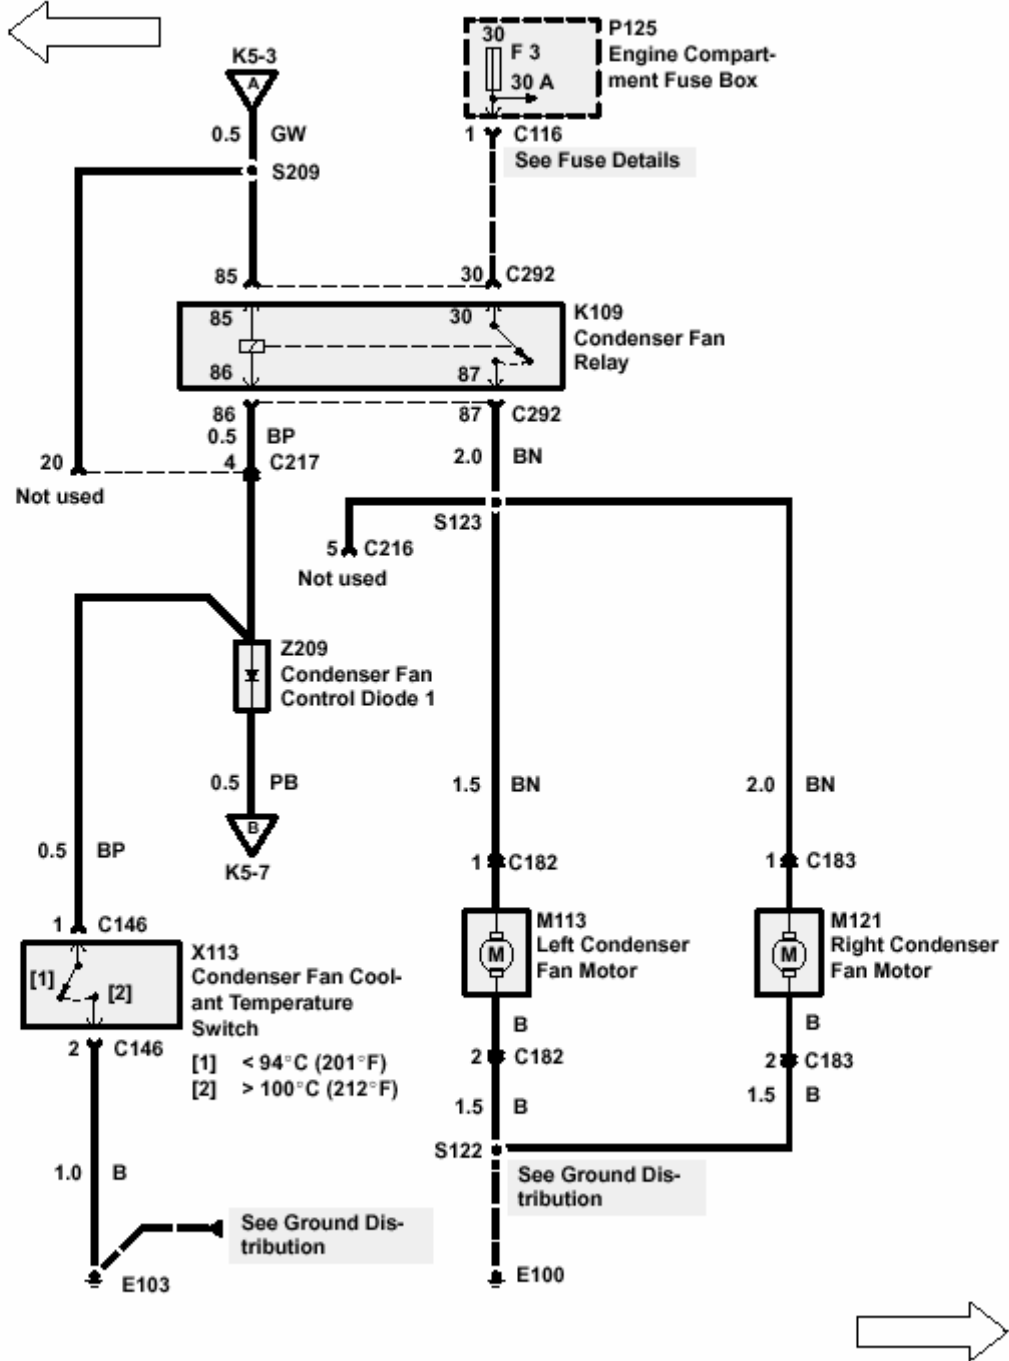 K5-3
A
0.5 GW
S209
30
F 3
30 A
P125
Engine Compart-
ment Fuse Box
1 C116
See Fuse Details
85
30 C292
85
30
86
87
K109
Condenser Fan
Relay
86
87 C292
0.5 BP
2.0 BN
20
4 C217
Not used
S123
5 C216
Not used
Z209
Condenser Fan
Control Diode 1
0.5 PB
1.5 BN
2.0 BN
B
K5-7
0.5 BP
1 C182
1 C183
1 C146
[1]
[2]
X113
Condenser Fan Cool-
ant Temperature
Switch
M
M113
Left Condenser
Fan Motor
M
M121
Right Condenser
Fan Motor
B
B
2 C146
[1] < 94°C (201°F)
[2] > 100°C (212°F)
2 C182
2 C183
1.5 B
1.5 B
S122
See Ground Dis-
tribution
1.0 B
See Ground Dis-
tribution
E103
E100